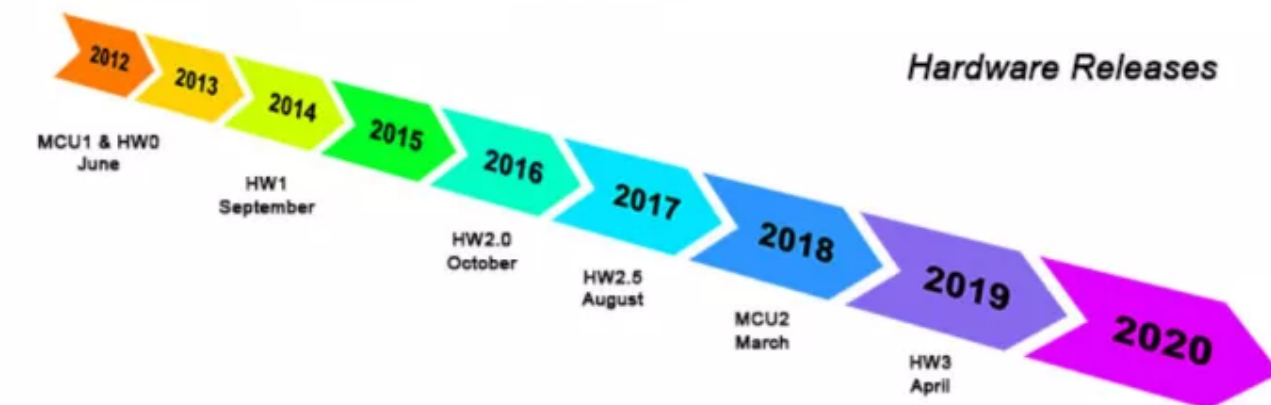 Hardware Releases
2012
2013
2014
2015
2016
2017
2018
2019
2020
MCU1 & HW0
June
HW1
September
HW2.0
October
HW2.5
August
MCU2
March
HW3
April